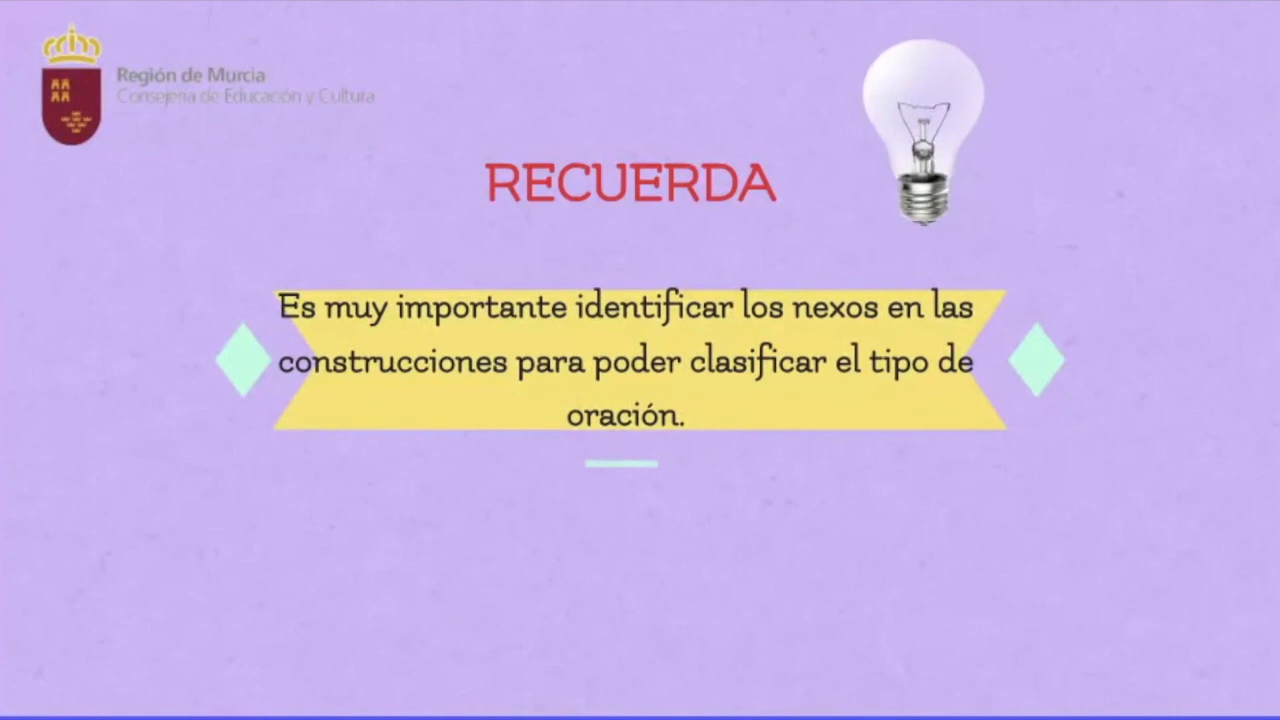 Región de Murcia
Consejería de Educación y Cultura
RECUERDA
Es muy importante identificar los nexos en las
construcciones para poder clasificar el tipo de
oración.